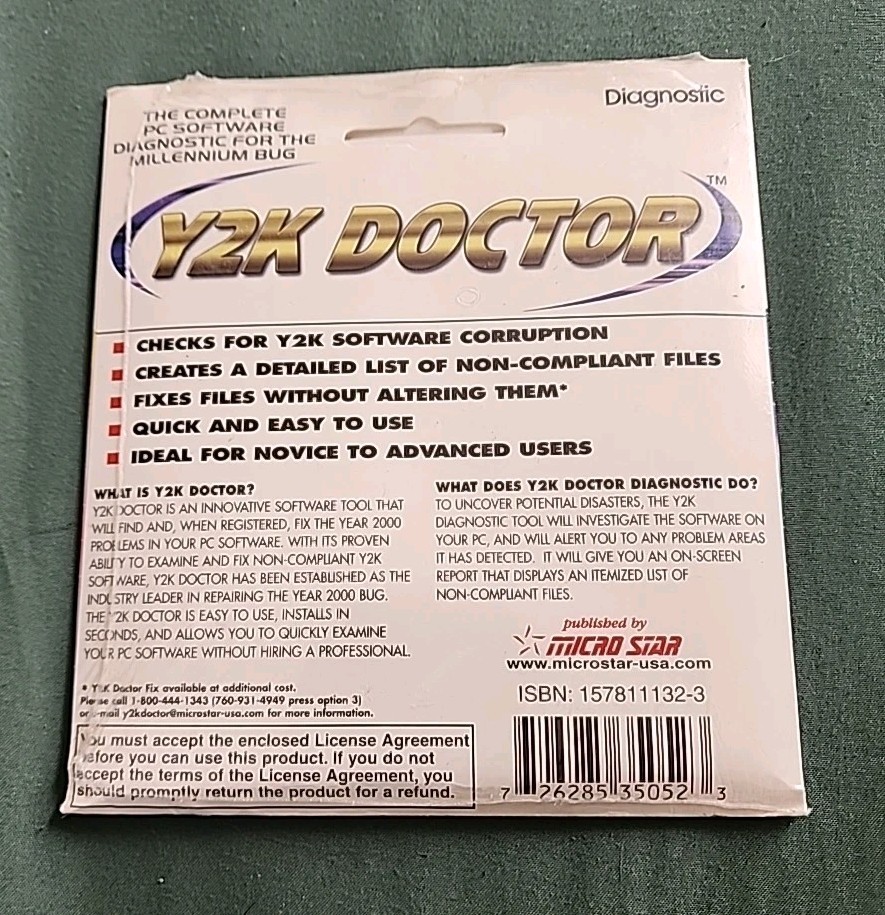 THE COMPLETE
PC SOFTWARE
DIAGNOSTIC FOR THE
MILLENNIUM BUG
Diagnostic
Y2K DOCTOR™
CHECKS FOR Y2K SOFTWARE CORRUPTION
CREATES A DETAILED LIST OF NON-COMPLIANT FILES
FIXES FILES WITHOUT ALTERING THEM*
QUICK AND EASY TO USE
IDEAL FOR NOVICE TO ADVANCED USERS
WHAT IS Y2K DOCTOR?
Y2K DOCTOR IS AN INNOVATIVE SOFTWARE TOOL THAT
WILL FIND AND, WHEN REGISTERED, FIX THE YEAR 2000
PROBLEMS IN YOUR PC SOFTWARE. WITH ITS PROVEN
ABILITY TO EXAMINE AND FIX NON-COMPLIANT Y2K
SOFTWARE, Y2K DOCTOR HAS BEEN ESTABLISHED AS THE
INDUSTRY LEADER IN REPAIRING THE YEAR 2000 BUG.
THE Y2K DOCTOR IS EASY TO USE, INSTALLS IN
SECONDS, AND ALLOWS YOU TO QUICKLY EXAMINE
YOUR PC SOFTWARE WITHOUT HIRING A PROFESSIONAL.
WHAT DOES Y2K DOCTOR DIAGNOSTIC DO?
TO UNCOVER POTENTIAL DISASTERS, THE Y2K
DIAGNOSTIC TOOL WILL INVESTIGATE THE SOFTWARE ON
YOUR PC, AND WILL ALERT YOU TO ANY PROBLEM AREAS
IT HAS DETECTED. IT WILL GIVE YOU AN ON-SCREEN
REPORT THAT DISPLAYS AN ITEMIZED LIST OF
NON-COMPLIANT FILES.
* Y2K Doctor Fix available at additional cost.
Please call 1-800-444-1343 (760-931-4949 press option 3)
or e-mail y2kdoctor@microstar-usa.com for more information.
You must accept the enclosed License Agreement
before you can use this product. If you do not
accept the terms of the License Agreement, you
should promptly return the product for a refund.
published by
MICRO STAR
www.microstar-usa.com
ISBN: 157811132-3
7 26285 35052 3